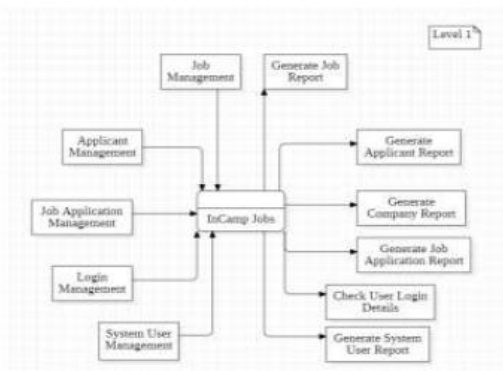 Level 1
Job
Management
Generate Job
Report
Applicant
Management
Generate
Applicant Report
Job Application
Management
InCamp Jobs
Generate
Company Report
Generate Job
Application Report
Login
Management
Check User Login
Details
System User
Management
Generate System
User Report